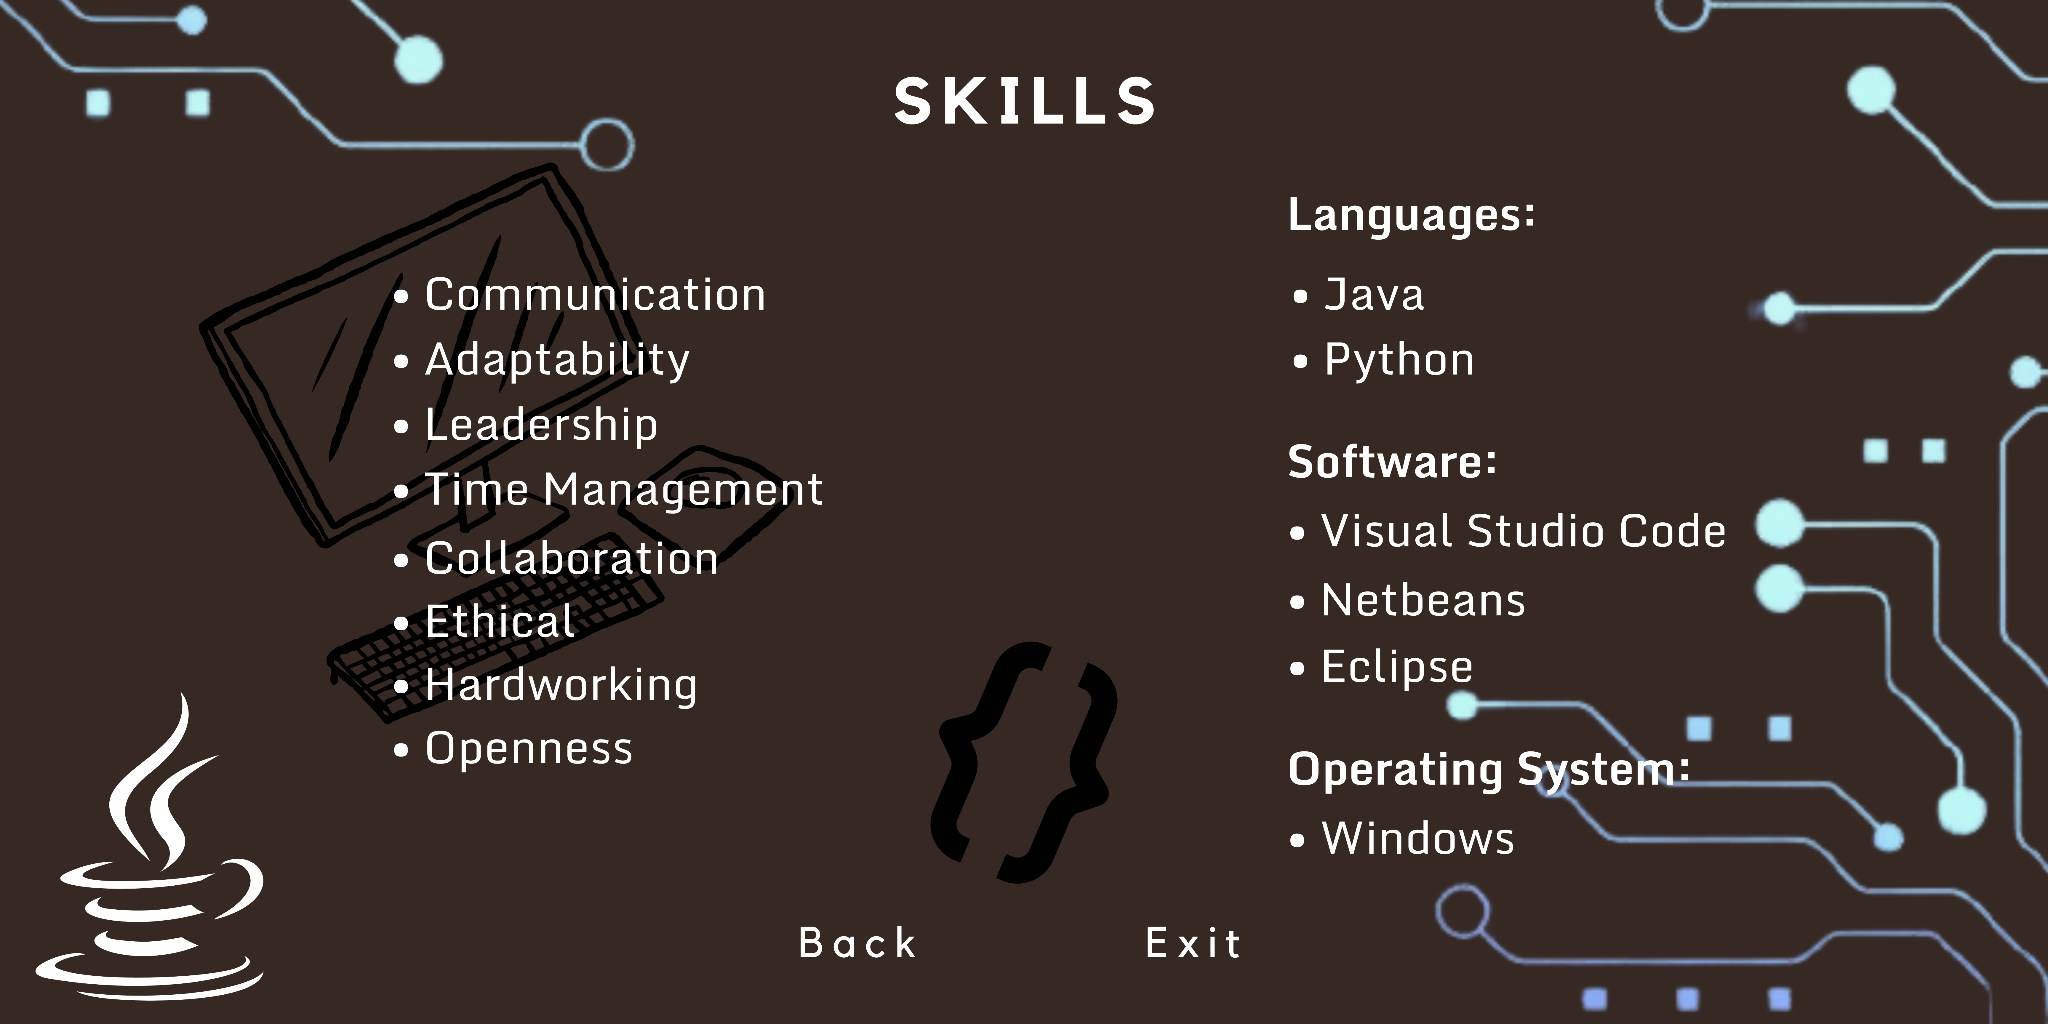 SKILLS
• Communication
• Adaptability
• Leadership
• Time Management
• Collaboration
• Ethical
• Hardworking
• Openness
Languages:
• Java
• Python
Software:
• Visual Studio Code
• Netbeans
• Eclipse
Operating System:
• Windows
{ }
Back
Exit